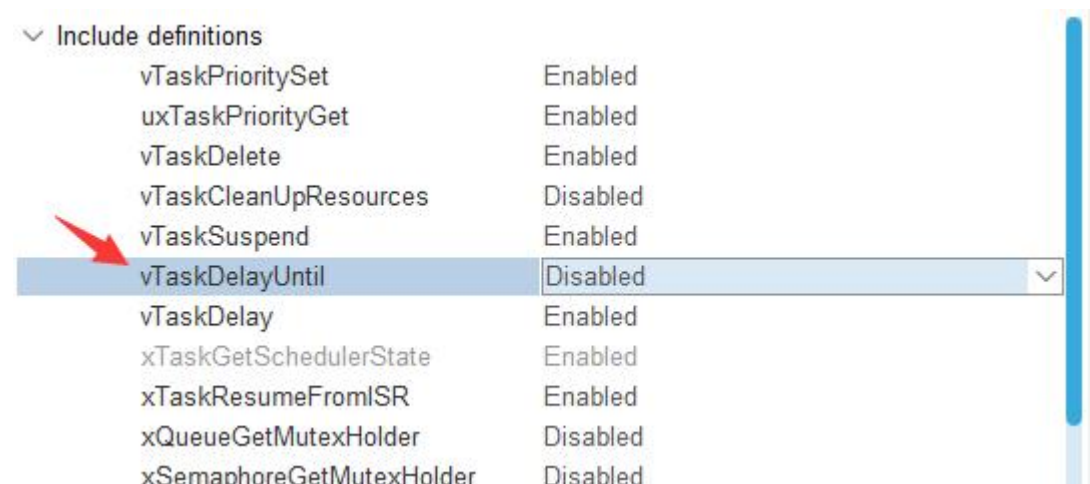 Include definitions
vTaskPrioritySet Enabled
uxTaskPriorityGet Enabled
vTaskDelete Enabled
vTaskCleanUpResources Disabled
vTaskSuspend Enabled
vTaskDelayUntil Disabled
vTaskDelay Enabled
xTaskGetSchedulerState Enabled
xTaskResumeFromISR Enabled
xQueueGetMutexHolder Disabled
xSemaphoreGetMutexHolder Disabled